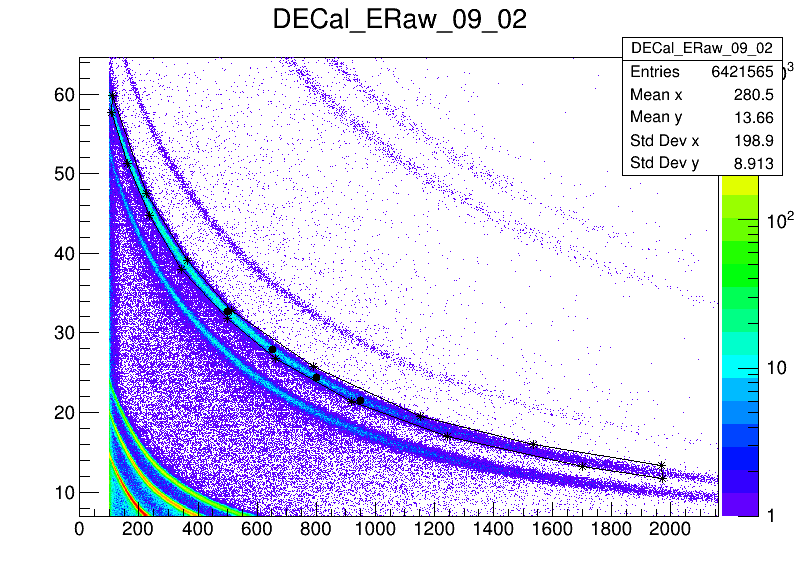 DECal_ERaw_09_02
DECal_ERaw_09_02
Entries 6421565
Mean x 280.5
Mean y 13.66
Std Dev x 198.9
Std Dev y 8.913
60
50
40
30
20
10
0 200 400 600 800 1000 1200 1400 1600 1800 2000
10²
10
1